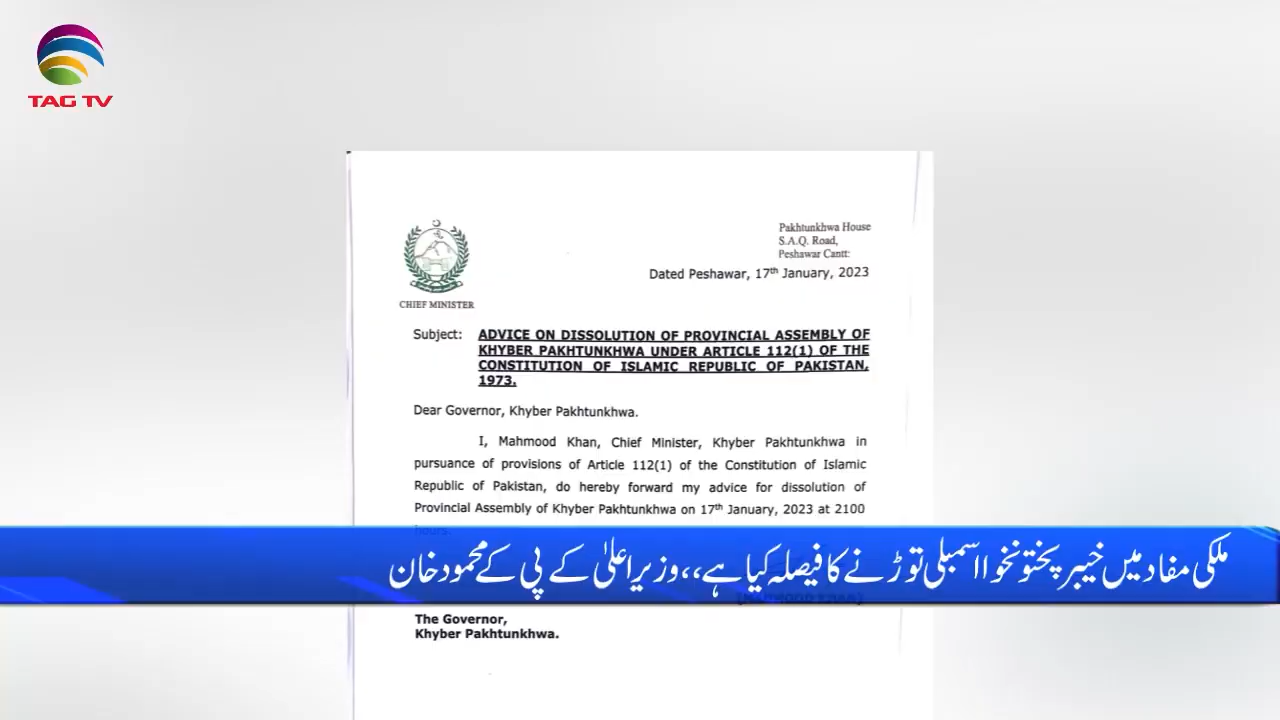 TAG TV
Pakhtunkhwa House
S.A.Q. Road,
Peshawar Cantt:
Dated Peshawar, 17th January, 2023
CHIEF MINISTER
Subject: ADVICE ON DISSOLUTION OF PROVINCIAL ASSEMBLY OF
KHYBER PAKHTUNKHWA UNDER ARTICLE 112(1) OF THE
CONSTITUTION OF ISLAMIC REPUBLIC OF PAKISTAN,
1973.
Dear Governor, Khyber Pakhtunkhwa.
I, Mahmood Khan, Chief Minister, Khyber Pakhtunkhwa in
pursuance of provisions of Article 112(1) of the Constitution of Islamic
Republic of Pakistan, do hereby forward my advice for dissolution of
Provincial Assembly of Khyber Pakhtunkhwa on 17th January, 2023 at 2100
hours.
ملکی مفاد میں خیبر پختونخوا اسمبلی توڑنے کا فیصلہ کیا ہے،،وزیراعلیٰ کے پی کے محمود خان
(MAHMOOD KHAN)
The Governor,
Khyber Pakhtunkhwa.